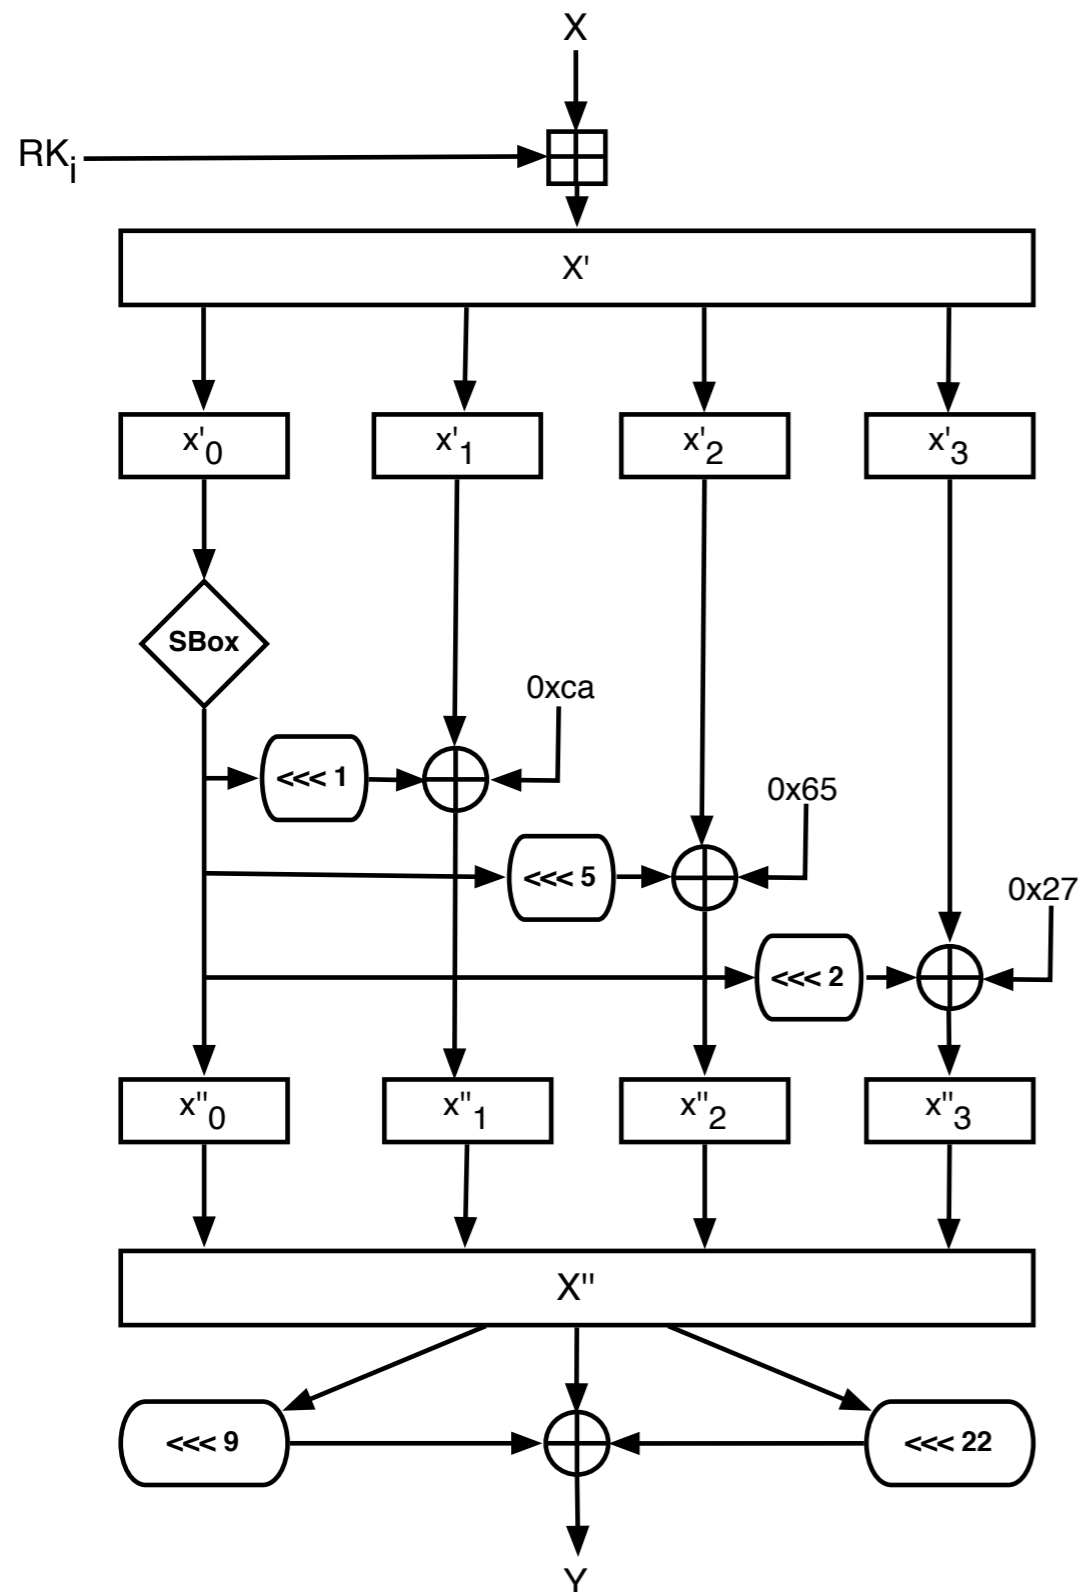 X
RKi
X'
x'0 x'1 x'2 x'3
SBox
0xca
<<< 1
0x65
<<< 5
0x27
<<< 2
x"0 x"1 x"2 x"3
X"
<<< 9 <<< 22
Y